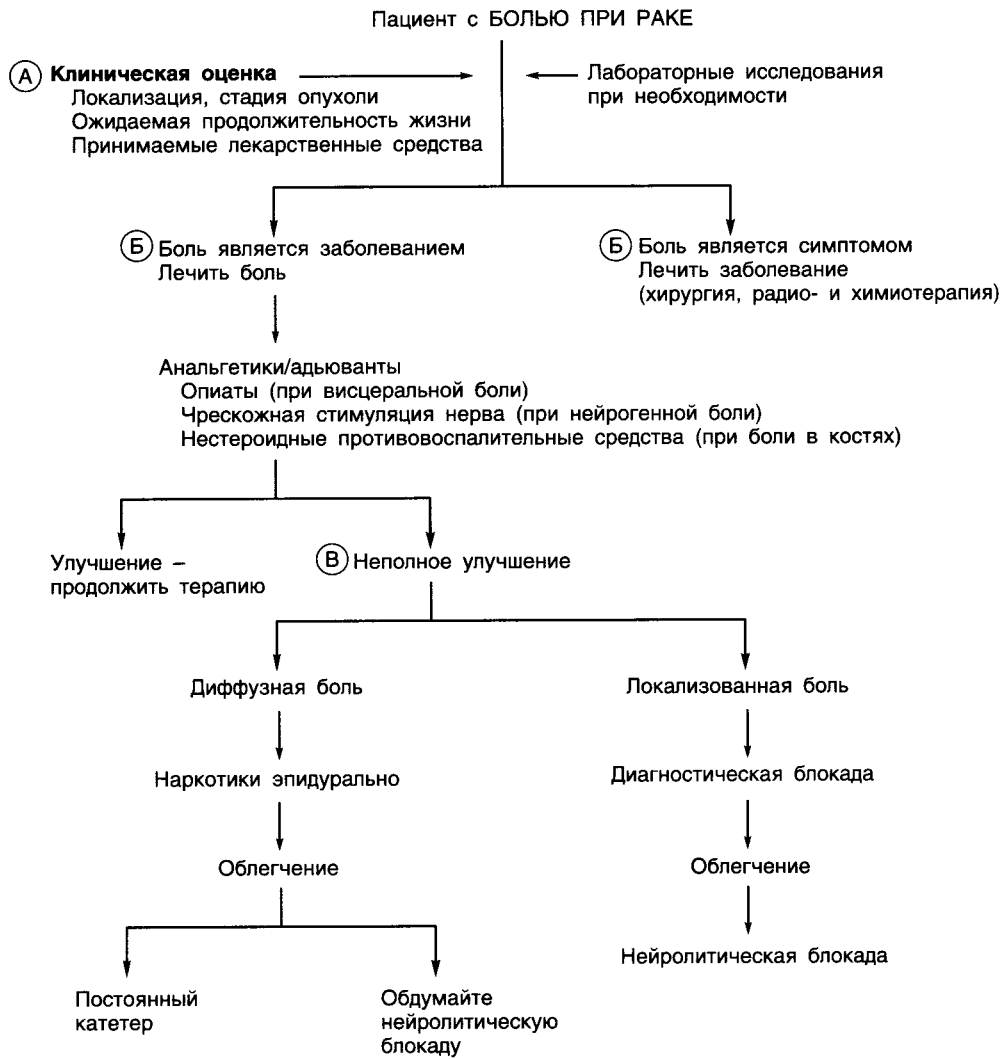 Пациент с БОЛЬЮ ПРИ РАКЕ
А Клиническая оценка
Локализация, стадия опухоли
Ожидаемая продолжительность жизни
Принимаемые лекарственные средства
Лабораторные исследования
при необходимости
Б Боль является заболеванием
Лечить боль
Б Боль является симптомом
Лечить заболевание
(хирургия, радио- и химиотерапия)
Анальгетики/адьюванты
Опиаты (при висцеральной боли)
Чрескожная стимуляция нерва (при нейрогенной боли)
Нестероидные противовоспалительные средства (при боли в костях)
Улучшение –
продолжить терапию
В Неполное улучшение
Диффузная боль
Локализованная боль
Наркотики эпидурально
Диагностическая блокада
Облегчение
Облегчение
Нейролитическая блокада
Постоянный
катетер
Обдумайте
нейролитическую
блокаду